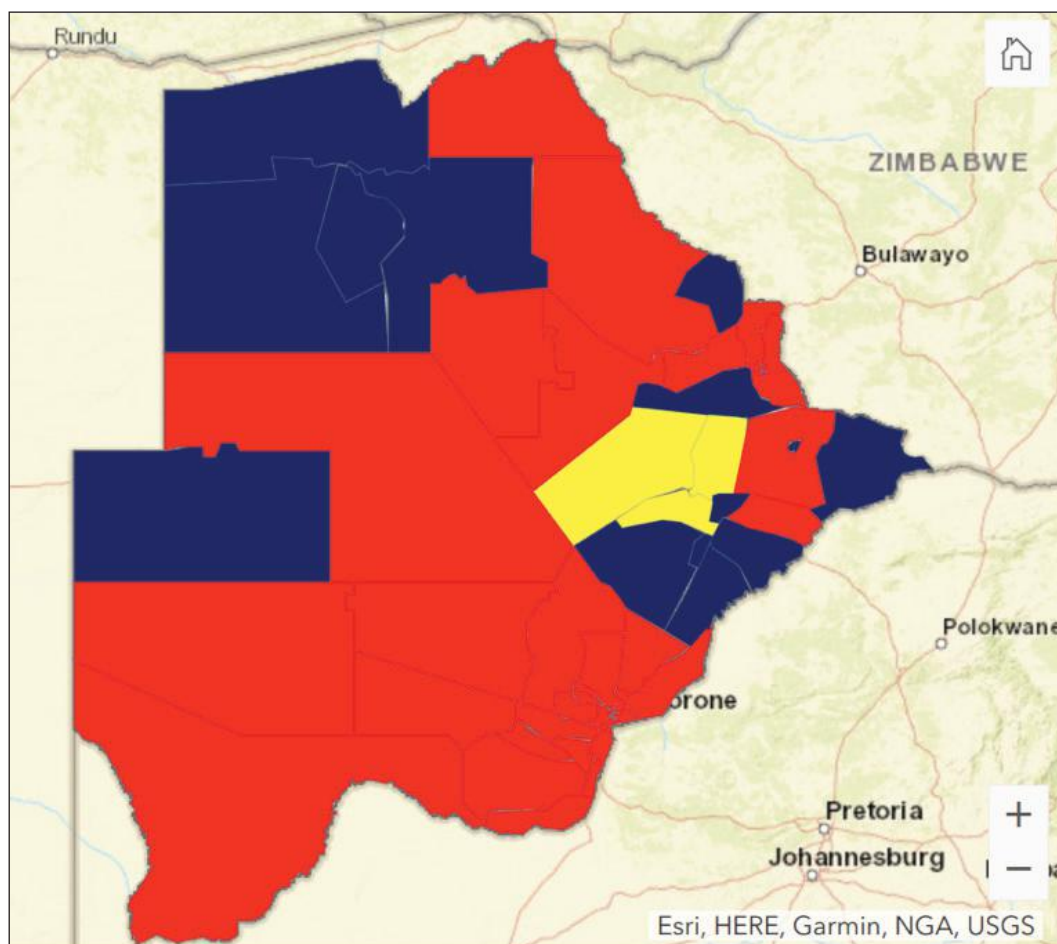 Rundu
ZIMBABWE
Bulawayo
Polokwane
orone
Pretoria
+
Johannesburg
−
Esri, HERE, Garmin, NGA, USGS